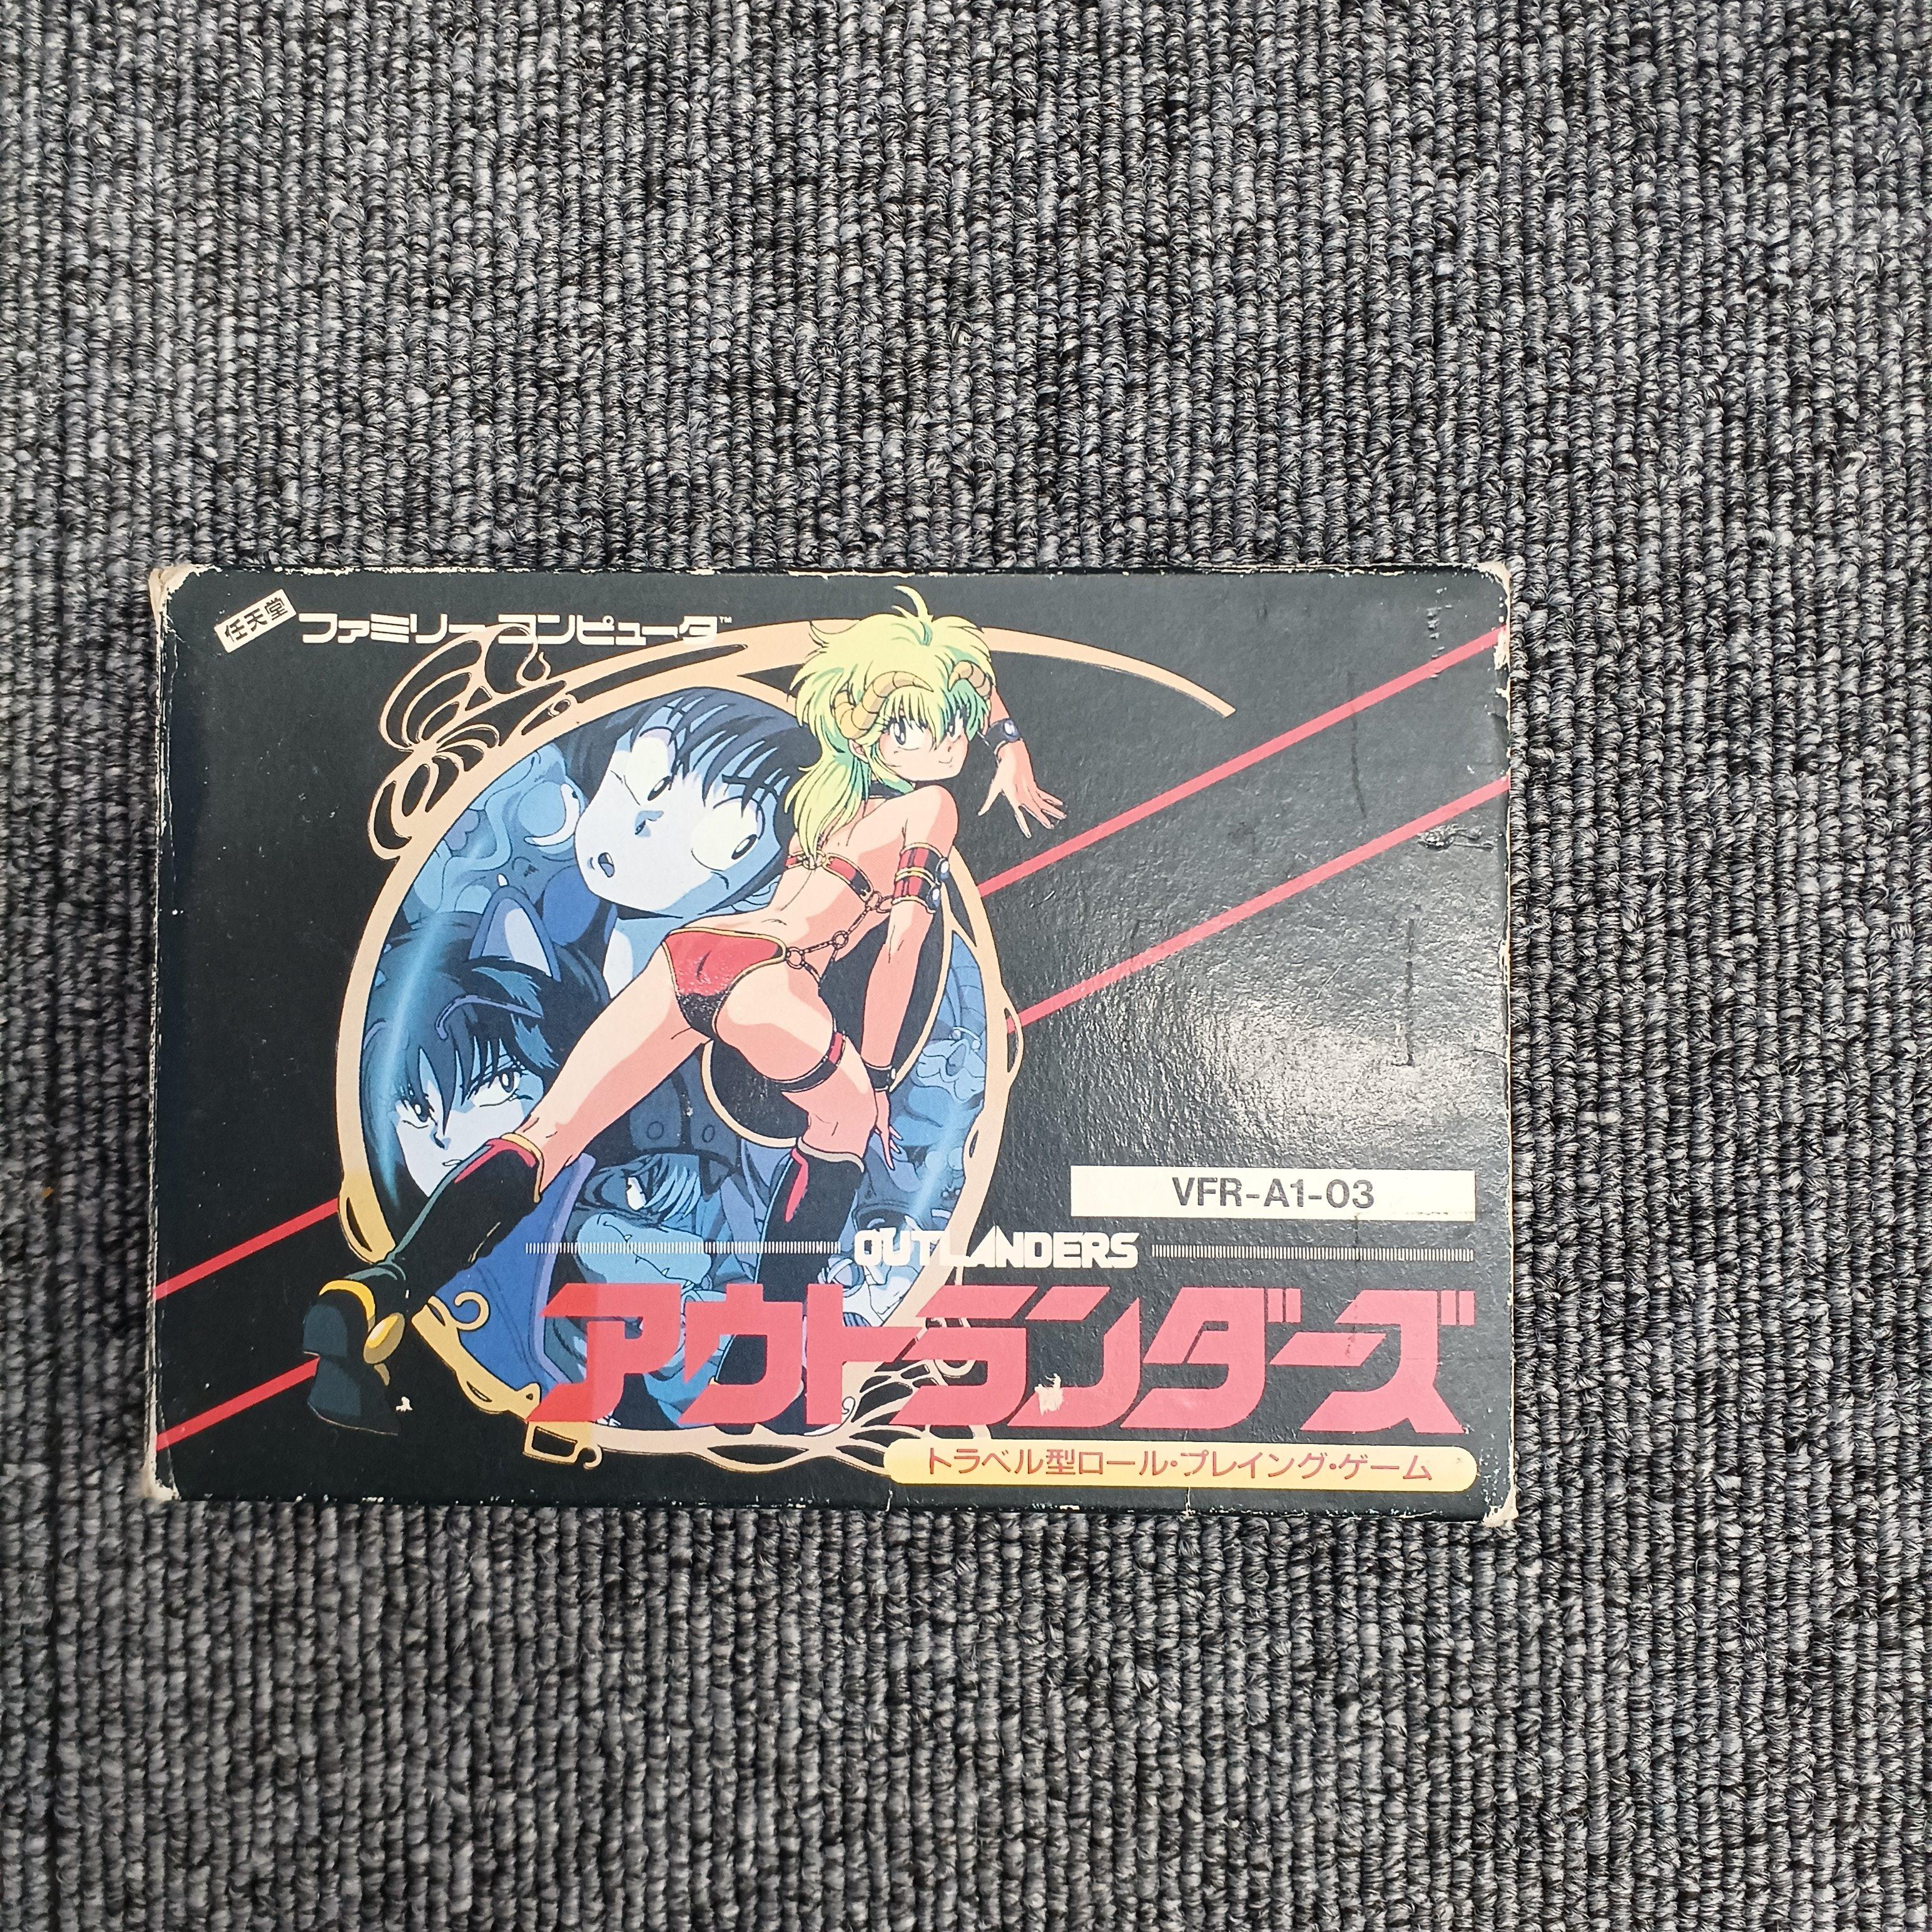 任天堂 ファミリーコンピュータ™
VFR-A1-03
OUTLANDERS
アウトランダーズ
トラベル型ロール・プレイング・ゲーム